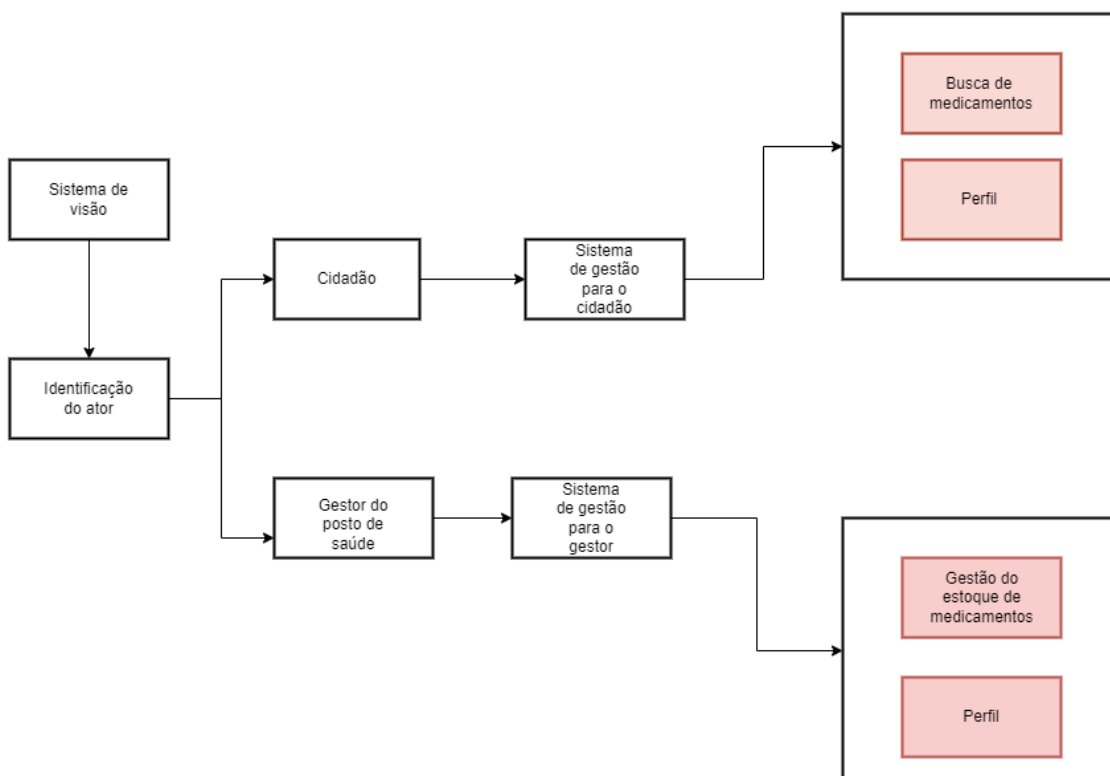 Busca de
medicamentos
Perfil
Sistema de
visão
Cidadão
Sistema
de gestão
para o
cidadão
Identificação
do ator
Gestor do
posto de
saúde
Sistema
de gestão
para o
gestor
Gestão do
estoque de
medicamentos
Perfil